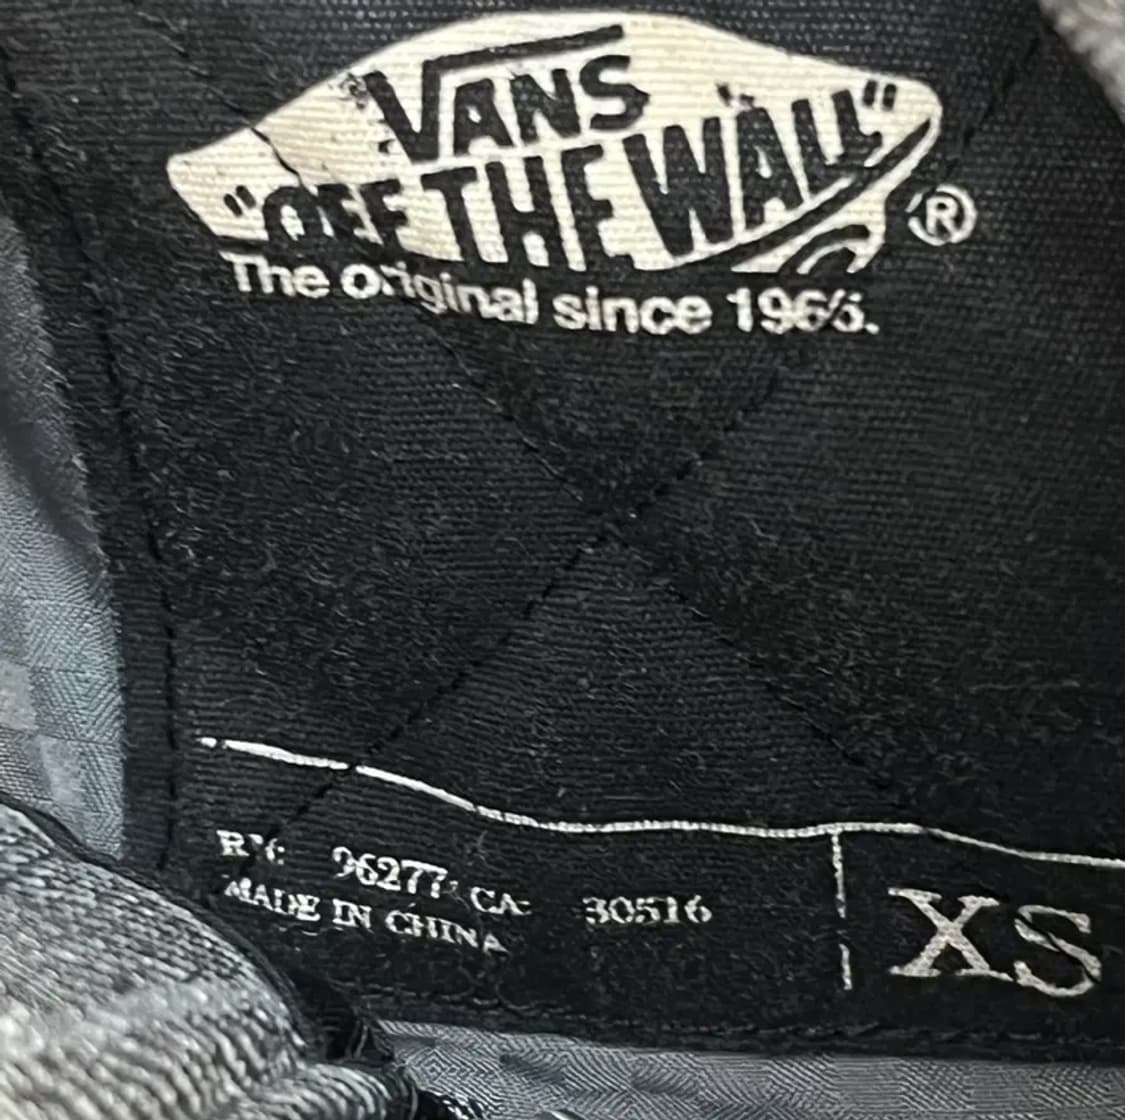 VANS
"OFF THE WALL"
®
The original since 1966.
RN: 96277 CA: 30516
MADE IN CHINA
XS